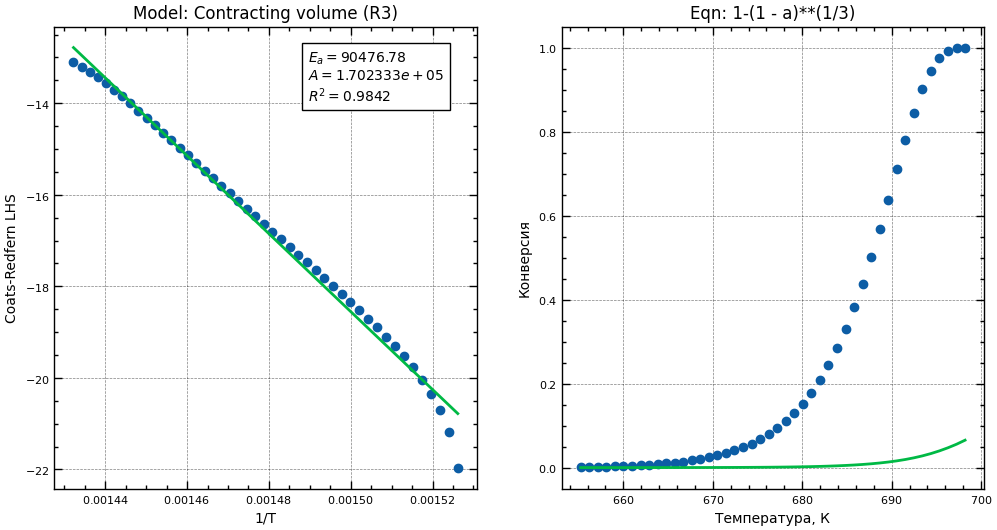 Model: Contracting volume (R3)
Eₐ = 90476.78
A = 1.702333e + 05
R² = 0.9842
−14
−16
−18
−20
−22
Coats-Redfern LHS
0.00144
0.00146
0.00148
0.00150
0.00152
1/T
Eqn: 1-(1 - a)**(1/3)
1.0
0.8
0.6
0.4
0.2
0.0
Конверсия
660
670
680
690
700
Температура, К